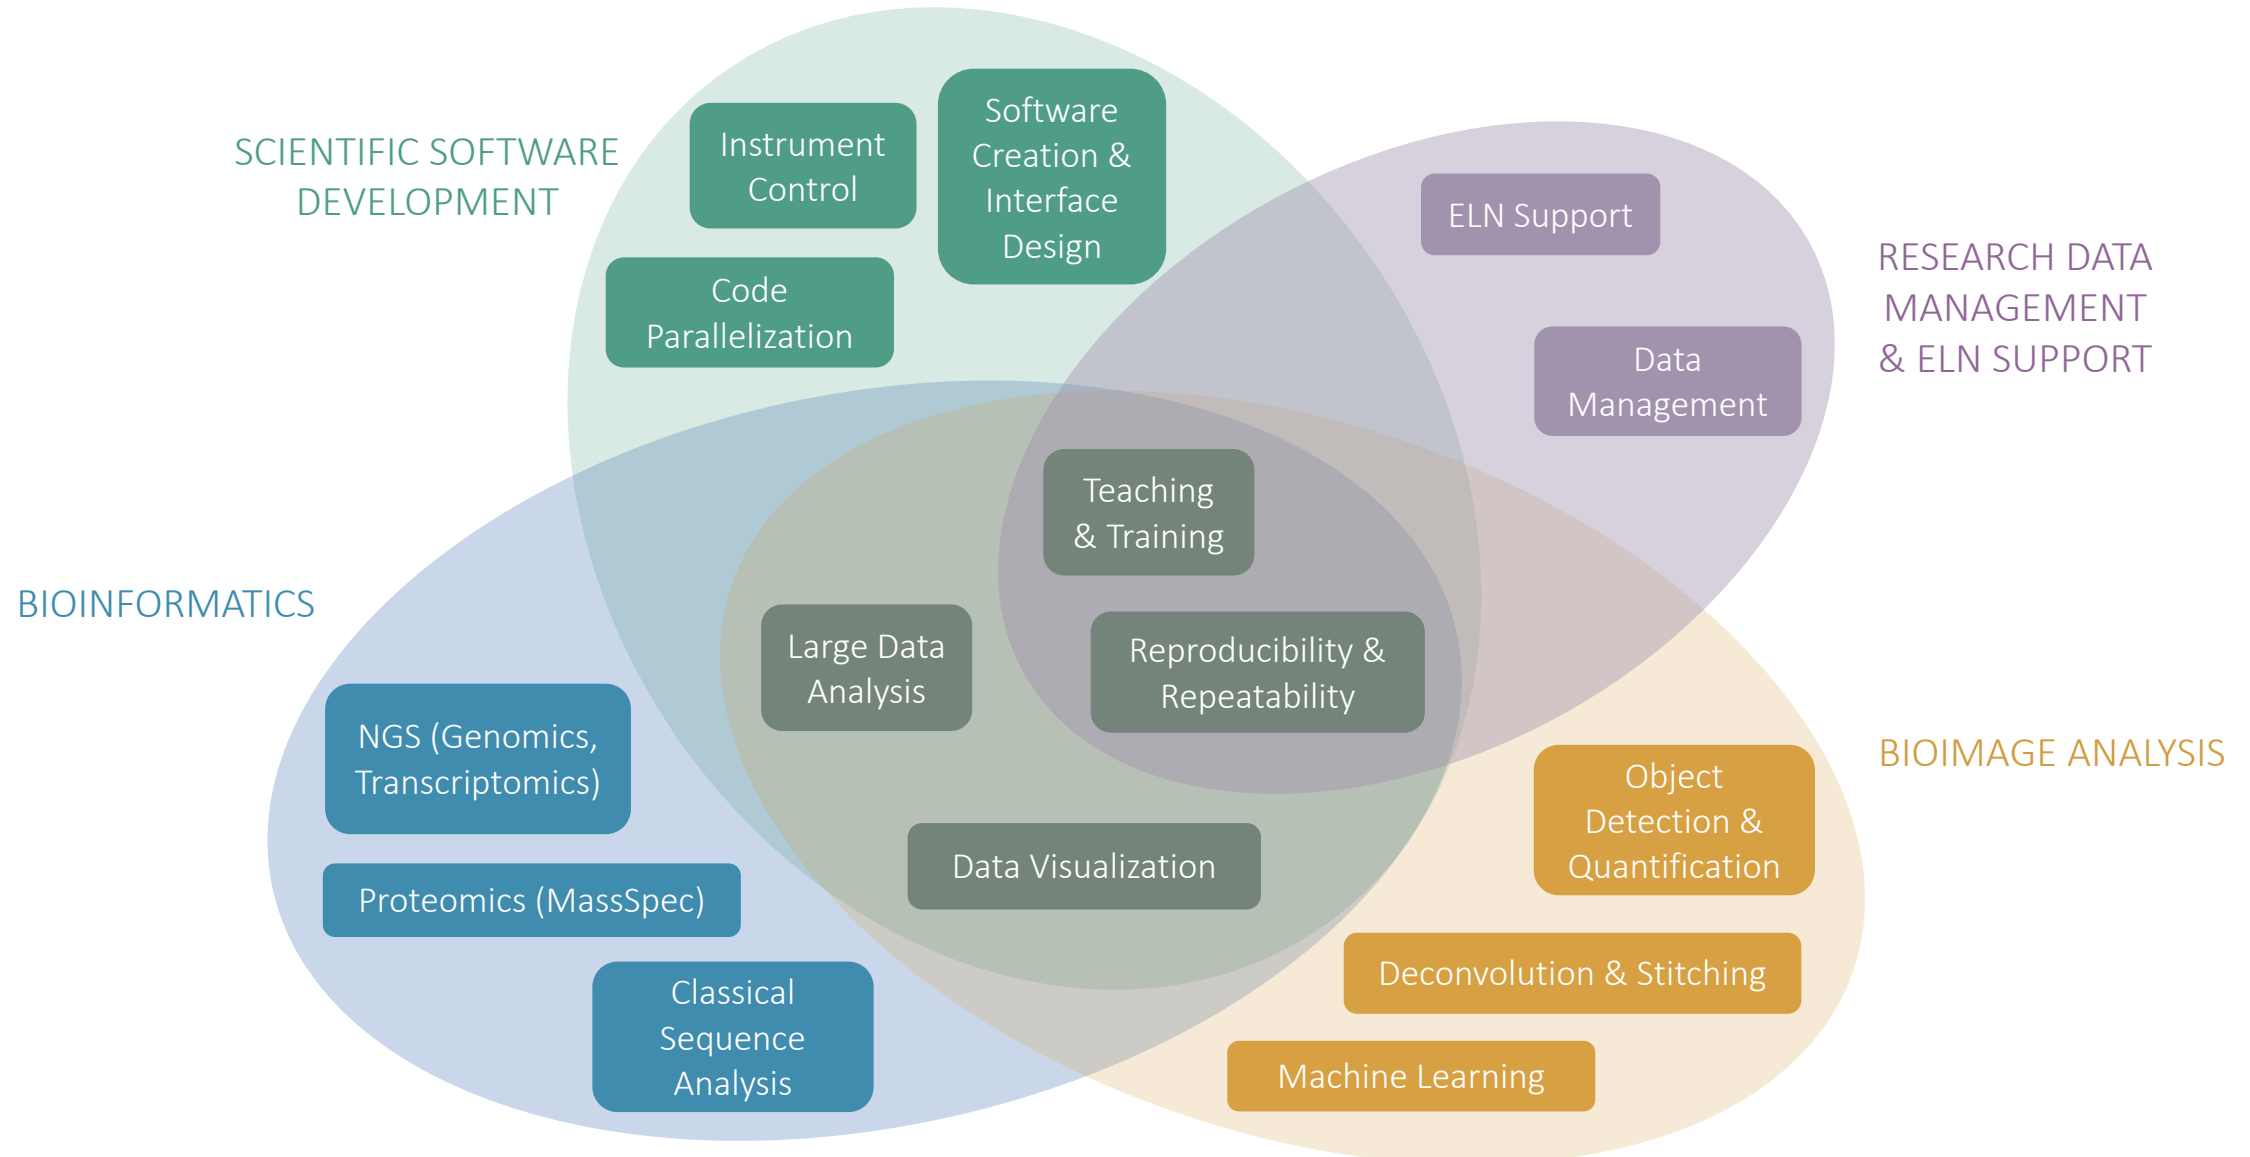 SCIENTIFIC SOFTWARE
DEVELOPMENT
Instrument
Control
Software
Creation &
Interface
Design
Code
Parallelization
ELN Support
Data
Management
RESEARCH DATA
MANAGEMENT
& ELN SUPPORT
Teaching
& Training
Large Data
Analysis
Reproducibility &
Repeatability
Data Visualization
BIOINFORMATICS
NGS (Genomics,
Transcriptomics)
Proteomics (MassSpec)
Classical
Sequence
Analysis
BIOIMAGE ANALYSIS
Object
Detection &
Quantification
Deconvolution & Stitching
Machine Learning